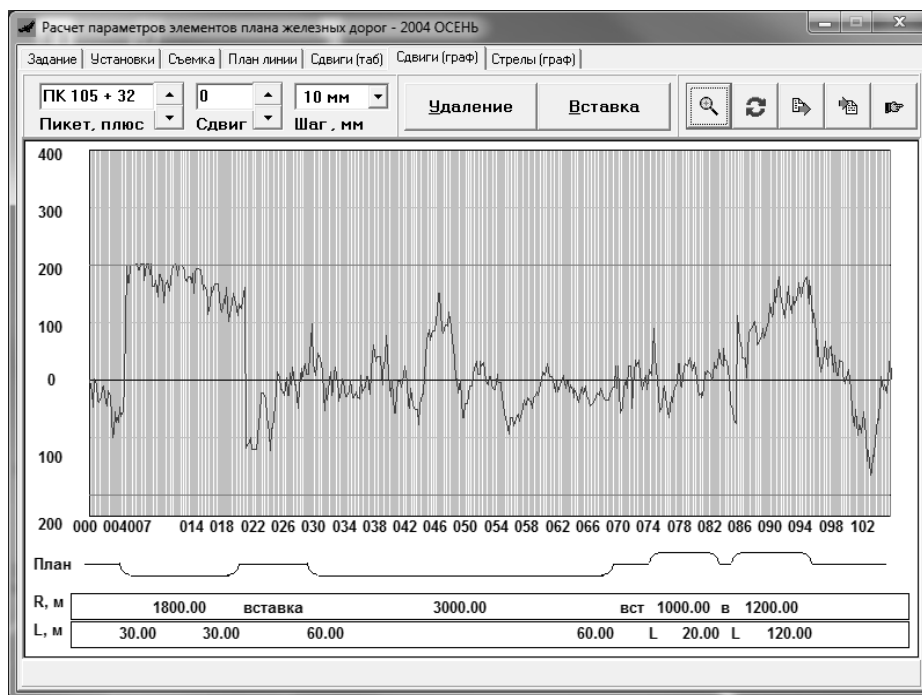 Расчет параметров элементов плана железных дорог - 2004 ОСЕНЬ
Задание Установки Съемка План линии Сдвиги (таб) Сдвиги (граф) Стрелы (граф)
ПК 105 + 32 0 10 мм Удаление Вставка
Пикет, плюс Сдвиг Шаг , мм
400
300
200
100
0
100
200
000 004007 014 018 022 026 030 034 038 042 046 050 054 058 062 066 070 074 078 082 086 090 094 098 102
План
R, м 1800.00 вставка 3000.00 вст 1000.00 в 1200.00
L, м 30.00 30.00 60.00 60.00 L 20.00 L 120.00